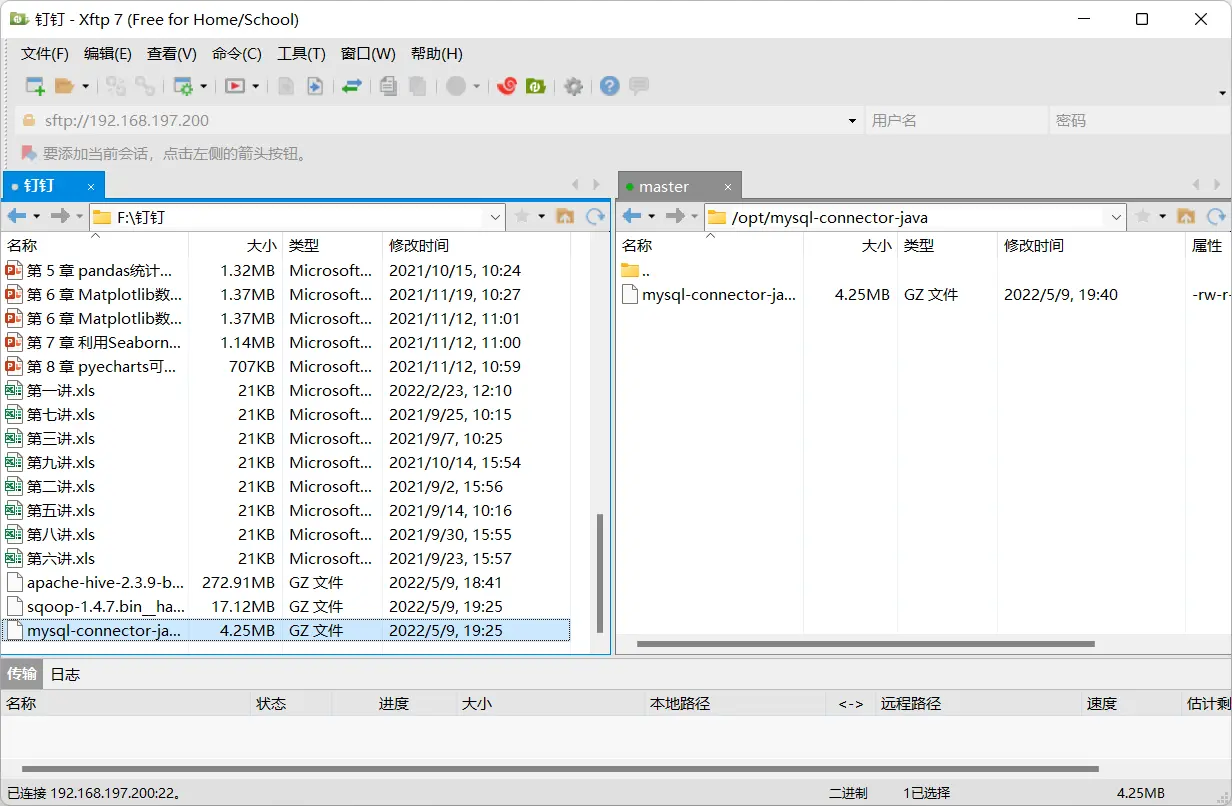 钉钉 - Xftp 7 (Free for Home/School)
文件(F) 编辑(E) 查看(V) 命令(C) 工具(T) 窗口(W) 帮助(H)
sftp://192.168.197.200 用户名 密码
要添加当前会话，点击左侧的箭头按钮。
钉钉 × master ×
F:\钉钉 /opt/mysql-connector-java
名称 大小 类型 修改时间 名称 大小 类型 修改时间 属性
第 5 章 pandas统计... 1.32MB Microsoft... 2021/10/15, 10:24 ..
第 6 章 Matplotlib数... 1.37MB Microsoft... 2021/11/19, 10:27 mysql-connector-ja... 4.25MB GZ 文件 2022/5/9, 19:40 -rw-r-
第 6 章 Matplotlib数... 1.37MB Microsoft... 2021/11/12, 11:01
第 7 章 利用Seaborn... 1.14MB Microsoft... 2021/11/12, 11:00
第 8 章 pyecharts可... 707KB Microsoft... 2021/11/12, 10:59
第一讲.xls 21KB Microsoft... 2022/2/23, 12:10
第七讲.xls 21KB Microsoft... 2021/9/25, 10:15
第三讲.xls 21KB Microsoft... 2021/9/7, 10:25
第九讲.xls 21KB Microsoft... 2021/10/14, 15:54
第二讲.xls 21KB Microsoft... 2021/9/2, 15:56
第五讲.xls 21KB Microsoft... 2021/9/14, 10:16
第八讲.xls 21KB Microsoft... 2021/9/30, 15:55
第六讲.xls 21KB Microsoft... 2021/9/23, 15:57
apache-hive-2.3.9-b... 272.91MB GZ 文件 2022/5/9, 18:41
sqoop-1.4.7.bin__ha... 17.12MB GZ 文件 2022/5/9, 19:25
mysql-connector-ja... 4.25MB GZ 文件 2022/5/9, 19:25
传输 日志
名称 状态 进度 大小 本地路径 <-> 远程路径 速度 估计剩
已连接 192.168.197.200:22。 二进制 1已选择 4.25MB